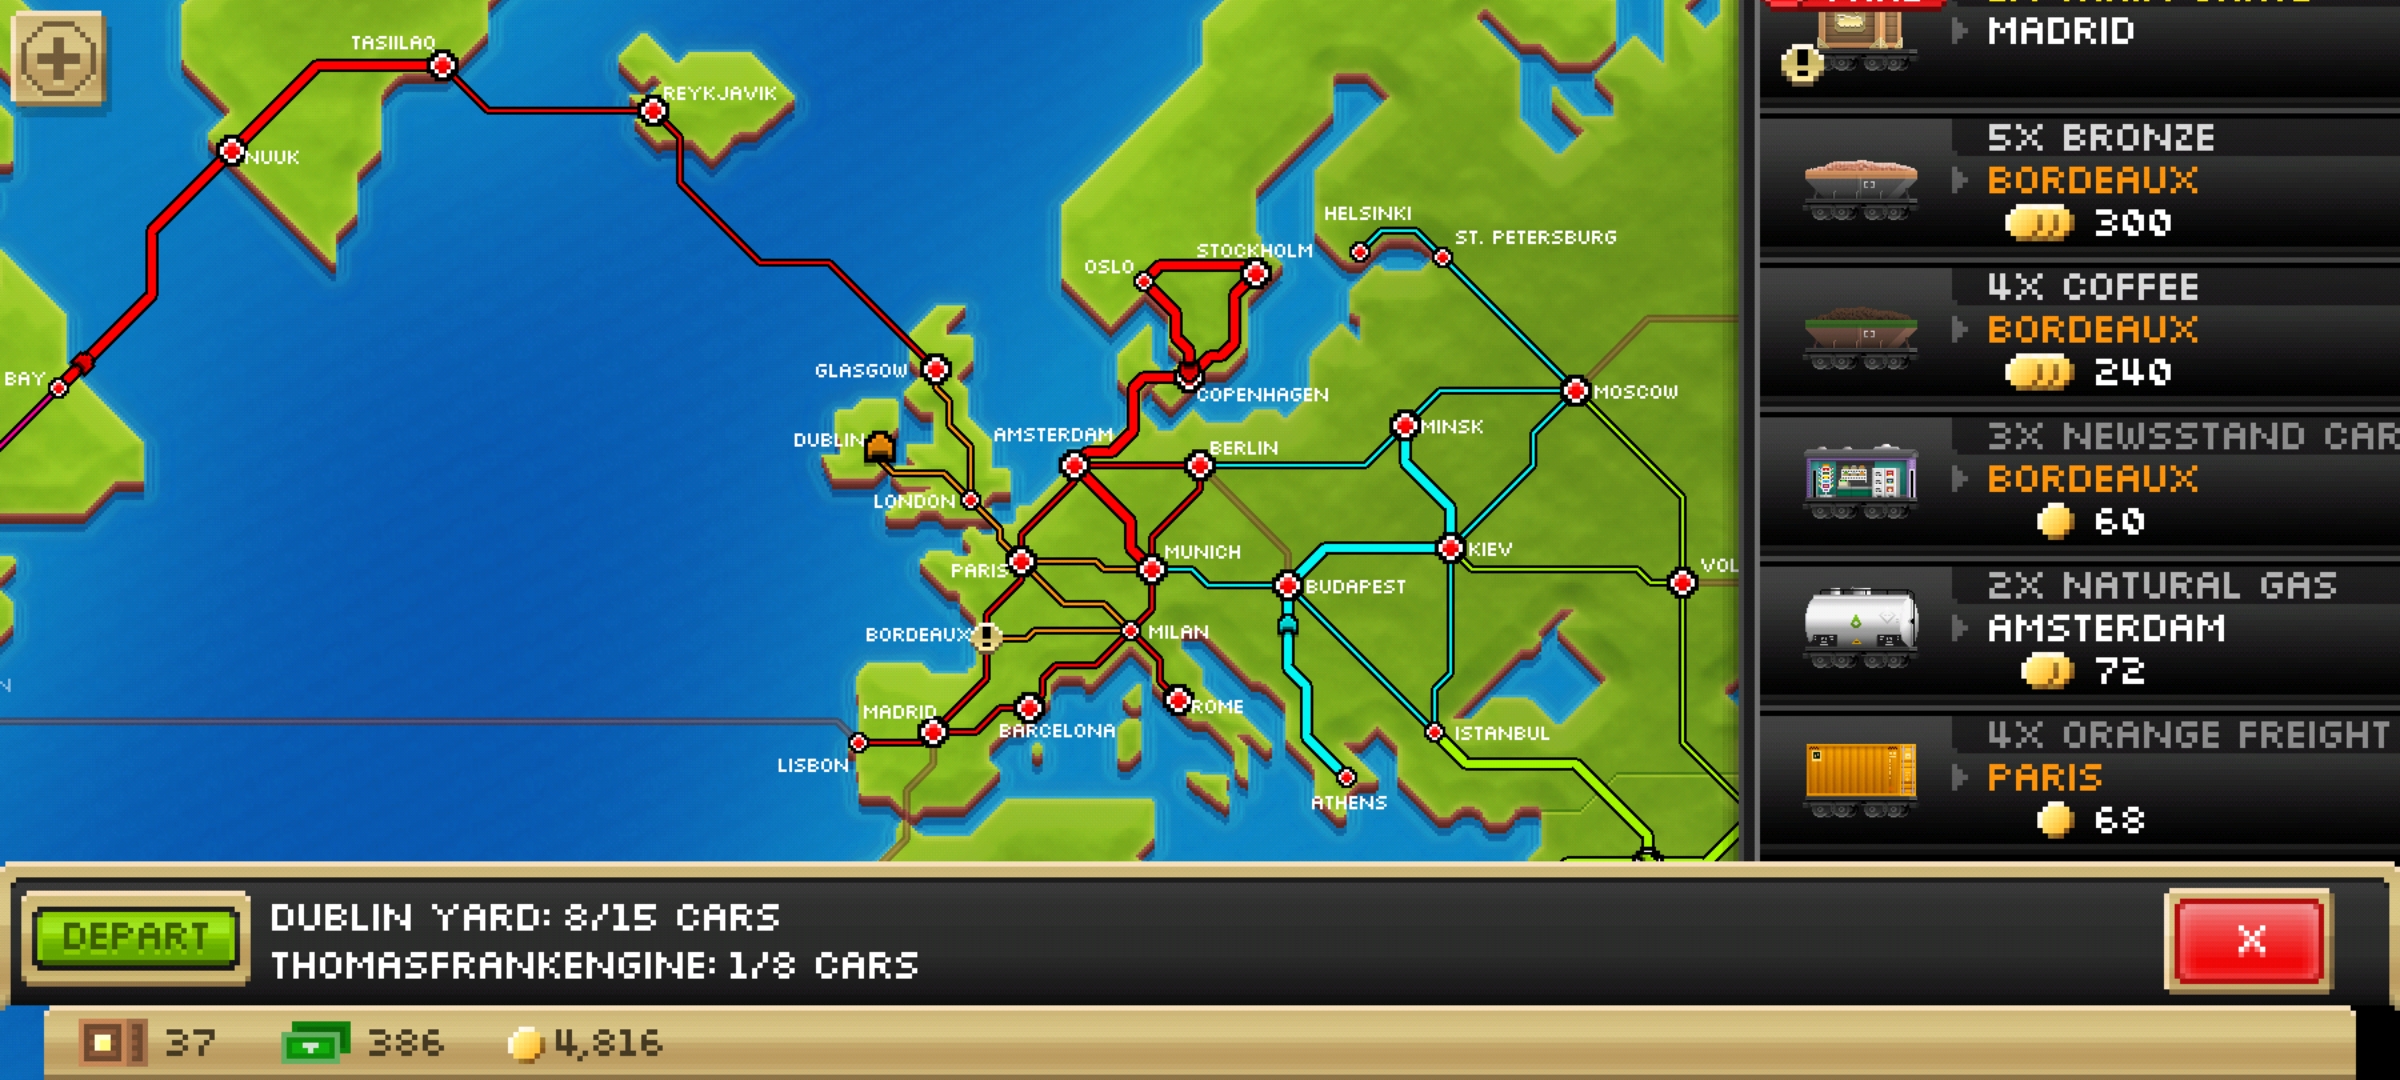 TASIILAQ
REYKJAVIK
NUUK
BAY
GLASGOW
DUBLIN
LONDON
OSLO
STOCKHOLM
COPENHAGEN
HELSINKI
ST. PETERSBURG
MOSCOW
MINSK
AMSTERDAM
BERLIN
PARIS
MUNICH
KIEV
VOL
BUDAPEST
BORDEAUX
MILAN
MADRID
BARCELONA
ROME
LISBON
ISTANBUL
ATHENS
N
MADRID
5X BRONZE
BORDEAUX
300
4X COFFEE
BORDEAUX
240
3X NEWSSTAND CAR
BORDEAUX
60
2X NATURAL GAS
AMSTERDAM
72
4X ORANGE FREIGHT
PARIS
68
DEPART
DUBLIN YARD: 8/15 CARS
THOMASFRANKENGINE: 1/8 CARS
X
37
386
4,816